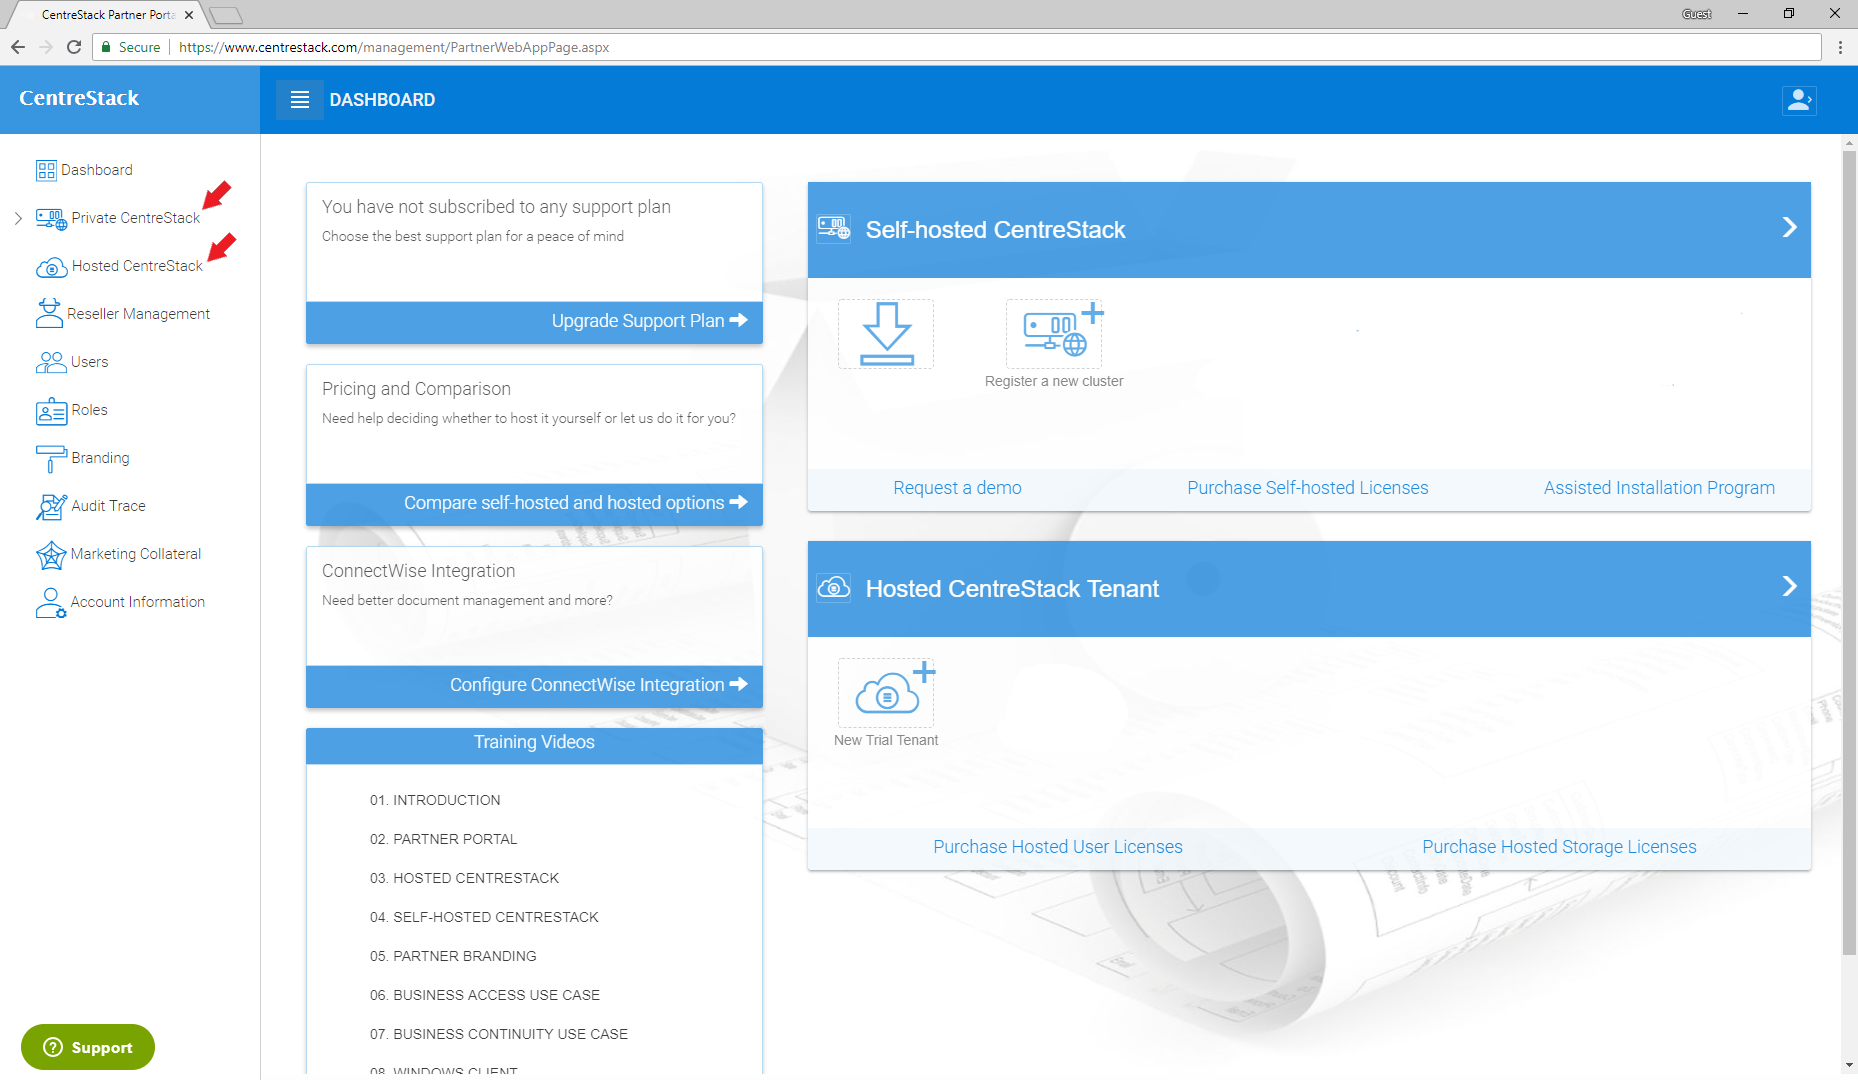 CentreStack Partner Porta
Guest
Secure
https://www.centrestack.com/management/PartnerWebAppPage.aspx
CentreStack
DASHBOARD
Dashboard
Private CentreStack
Hosted CentreStack
Reseller Management
Users
Roles
Branding
Audit Trace
Marketing Collateral
Account Information
Support
You have not subscribed to any support plan
Choose the best support plan for a peace of mind
Upgrade Support Plan
Pricing and Comparison
Need help deciding whether to host it yourself or let us do it for you?
Compare self-hosted and hosted options
ConnectWise Integration
Need better document management and more?
Configure ConnectWise Integration
Training Videos
01. INTRODUCTION
02. PARTNER PORTAL
03. HOSTED CENTRESTACK
04. SELF-HOSTED CENTRESTACK
05. PARTNER BRANDING
06. BUSINESS ACCESS USE CASE
07. BUSINESS CONTINUITY USE CASE
08. WINDOWS CLIENT
Self-hosted CentreStack
Register a new cluster
Request a demo
Purchase Self-hosted Licenses
Assisted Installation Program
Hosted CentreStack Tenant
New Trial Tenant
Purchase Hosted User Licenses
Purchase Hosted Storage Licenses